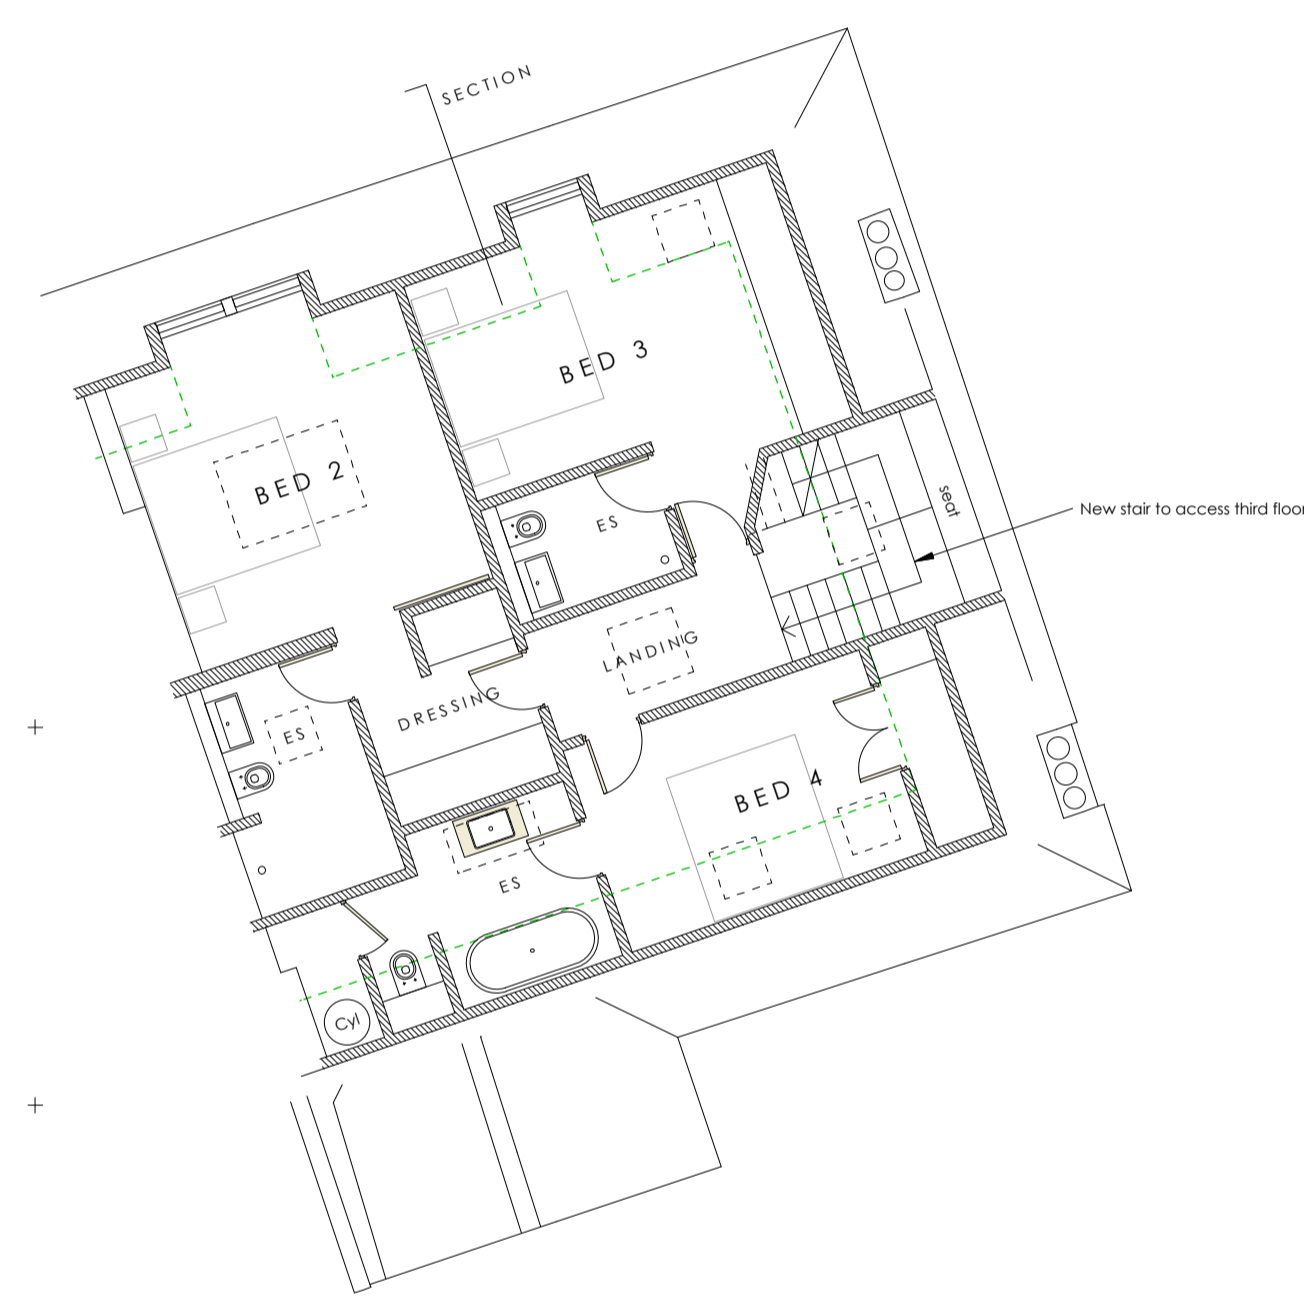 SECTION
BED 3
BED 2
seat
New stair to access third floor
ES
LANDING
DRESSING
ES
BED 4
ES
Cyl